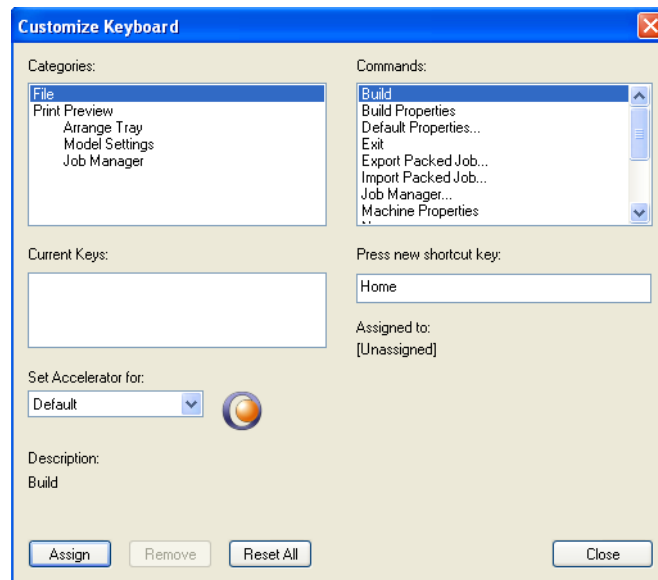 Customize Keyboard
Categories:
File
Print Preview
Arrange Tray
Model Settings
Job Manager
Commands:
Build
Build Properties
Default Properties...
Exit
Export Packed Job...
Import Packed Job...
Job Manager...
Machine Properties
Current Keys:
Press new shortcut key:
Home
Assigned to:
[Unassigned]
Set Accelerator for:
Default
Description:
Build
Assign
Remove
Reset All
Close